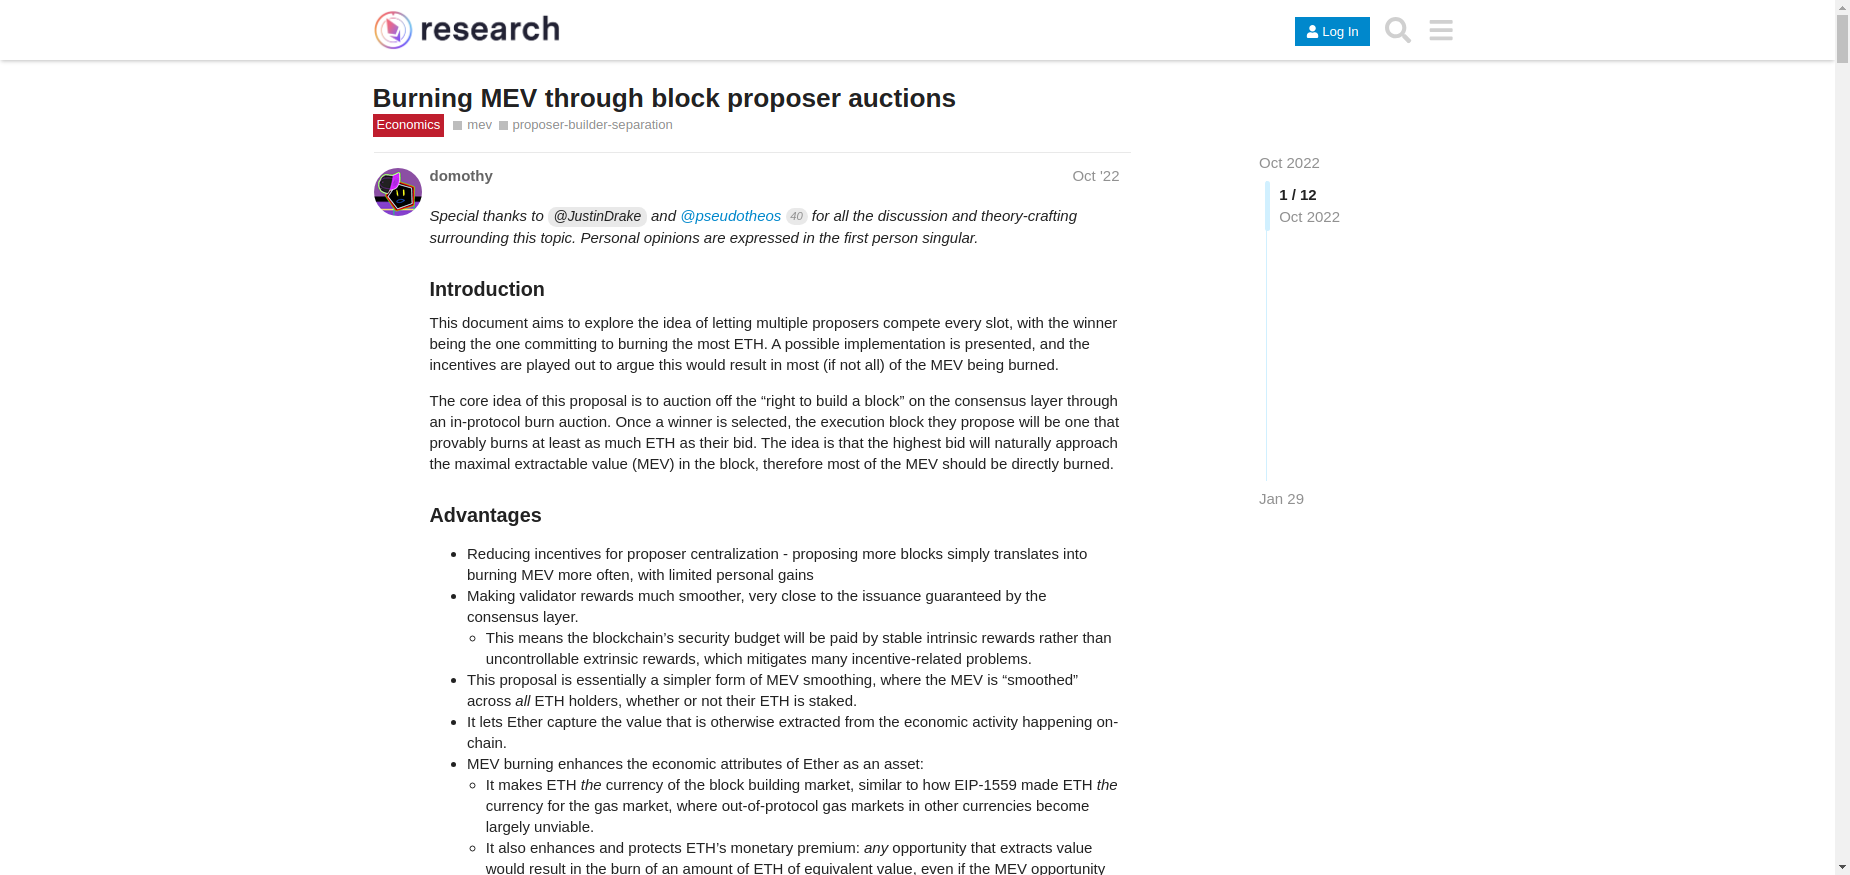 research
Log In
Burning MEV through block proposer auctions
Economics mev proposer-builder-separation
domothy Oct '22
Special thanks to @JustinDrake and @pseudotheos 40 for all the discussion and theory-crafting
surrounding this topic. Personal opinions are expressed in the first person singular.
Introduction
This document aims to explore the idea of letting multiple proposers compete every slot, with the winner
being the one committing to burning the most ETH. A possible implementation is presented, and the
incentives are played out to argue this would result in most (if not all) of the MEV being burned.
The core idea of this proposal is to auction off the “right to build a block” on the consensus layer through
an in-protocol burn auction. Once a winner is selected, the execution block they propose will be one that
provably burns at least as much ETH as their bid. The idea is that the highest bid will naturally approach
the maximal extractable value (MEV) in the block, therefore most of the MEV should be directly burned.
Advantages
• Reducing incentives for proposer centralization - proposing more blocks simply translates into
burning MEV more often, with limited personal gains
• Making validator rewards much smoother, very close to the issuance guaranteed by the
consensus layer.
◦ This means the blockchain’s security budget will be paid by stable intrinsic rewards rather than
uncontrollable extrinsic rewards, which mitigates many incentive-related problems.
• This proposal is essentially a simpler form of MEV smoothing, where the MEV is “smoothed”
across all ETH holders, whether or not their ETH is staked.
• It lets Ether capture the value that is otherwise extracted from the economic activity happening on-
chain.
• MEV burning enhances the economic attributes of Ether as an asset:
◦ It makes ETH the currency of the block building market, similar to how EIP-1559 made ETH the
currency for the gas market, where out-of-protocol gas markets in other currencies become
largely unviable.
◦ It also enhances and protects ETH’s monetary premium: any opportunity that extracts value
would result in the burn of an amount of ETH of equivalent value, even if the MEV opportunity
Oct 2022
1 / 12
Oct 2022
Jan 29